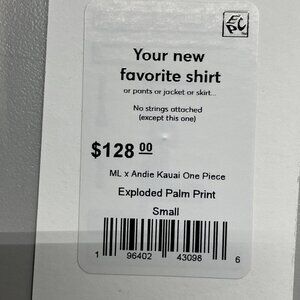 EPC
Your new
favorite shirt
or pants or jacket or skirt...
No strings attached
(except this one)
$128.00
ML x Andie Kauai One Piece
Exploded Palm Print
Small
1 96402 43098 6